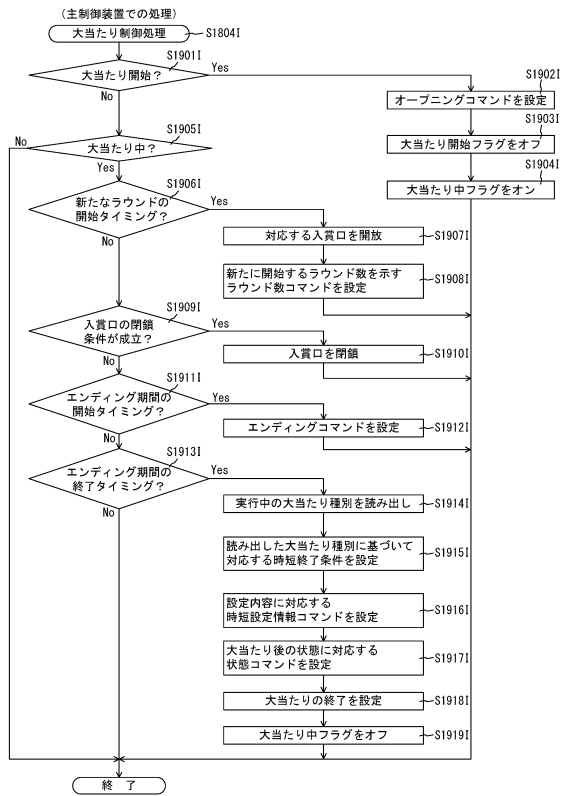 （主制御装置での処理）
大当たり制御処理
S1804I
S1901I
大当たり開始？
Yes
No
S1902I
オープニングコマンドを設定
S1903I
大当たり開始フラグをオフ
S1904I
大当たり中フラグをオン
S1905I
No
大当たり中？
Yes
S1906I
新たなラウンドの
開始タイミング？
Yes
No
対応する入賞口を開放
S1907I
新たに開始するラウンド数を示す
ラウンド数コマンドを設定
S1908I
S1909I
入賞口の閉鎖
条件が成立？
Yes
No
入賞口を閉鎖
S1910I
S1911I
エンディング期間の
開始タイミング？
Yes
No
エンディングコマンドを設定
S1912I
S1913I
エンディング期間の
終了タイミング？
Yes
No
実行中の大当たり種別を読み出し
S1914I
読み出した大当たり種別に基づいて
対応する時短終了条件を設定
S1915I
設定内容に対応する
時短設定情報コマンドを設定
S1916I
大当たり後の状態に対応する
状態コマンドを設定
S1917I
大当たりの終了を設定
S1918I
大当たり中フラグをオフ
S1919I
終　了